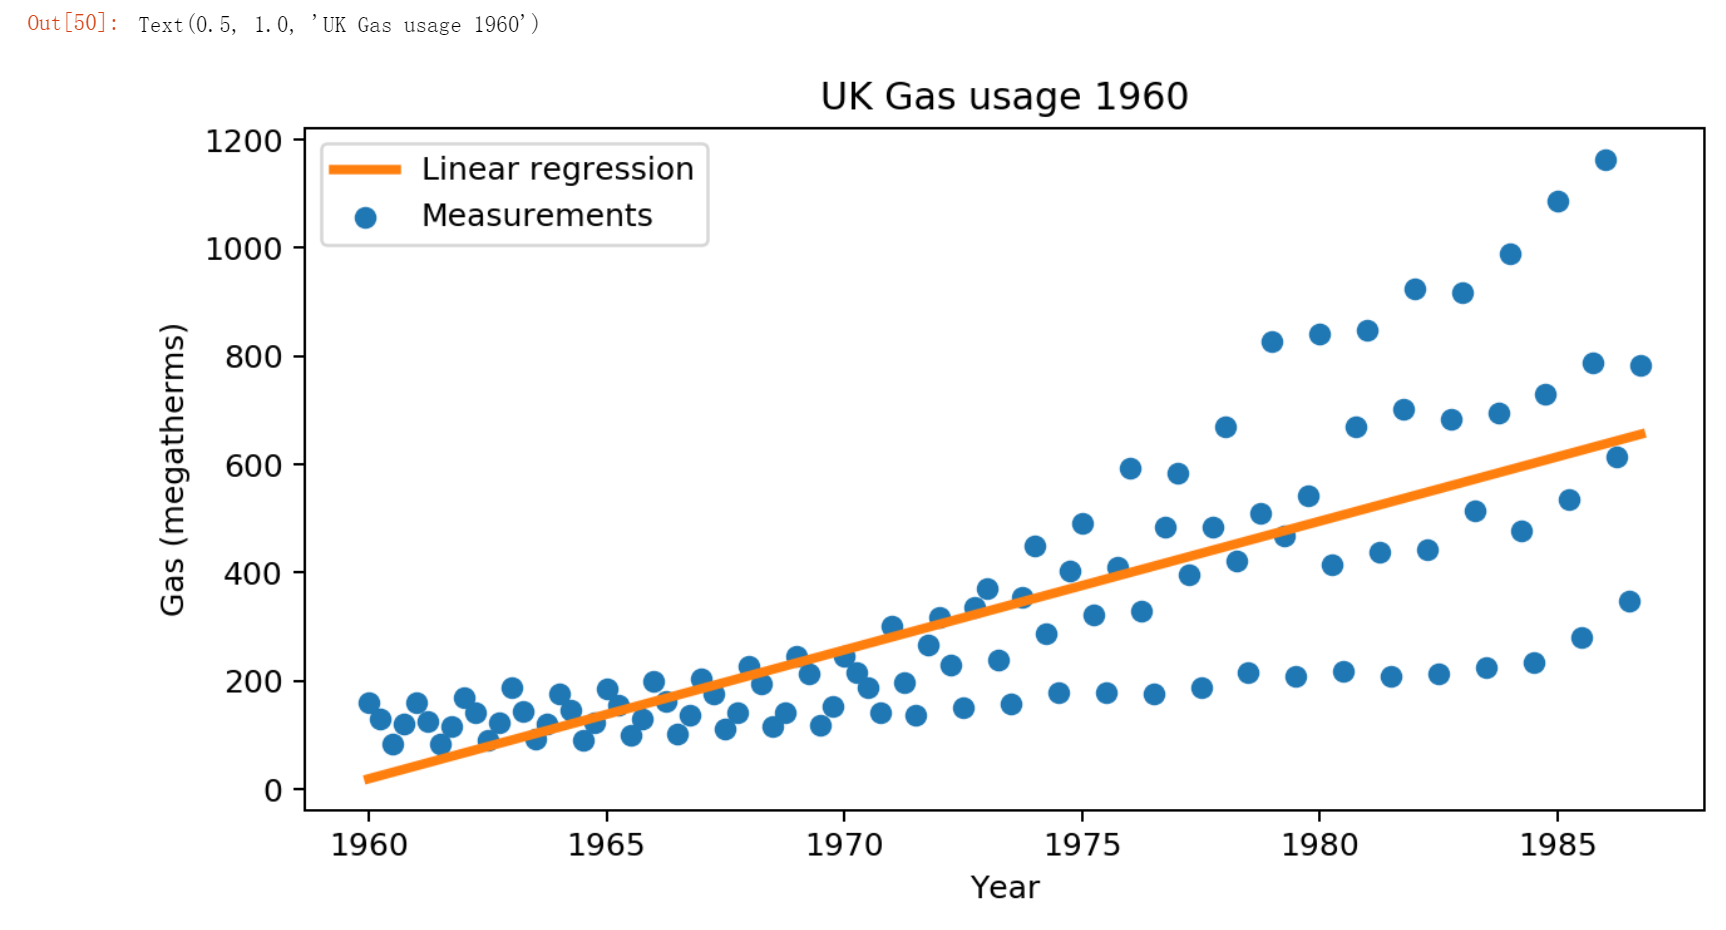 Out[50]: Text(0.5, 1.0, 'UK Gas usage 1960')
UK Gas usage 1960
Linear regression
Measurements
1200
1000
800
600
400
200
0
Gas (megatherms)
1960 1965 1970 1975 1980 1985
Year